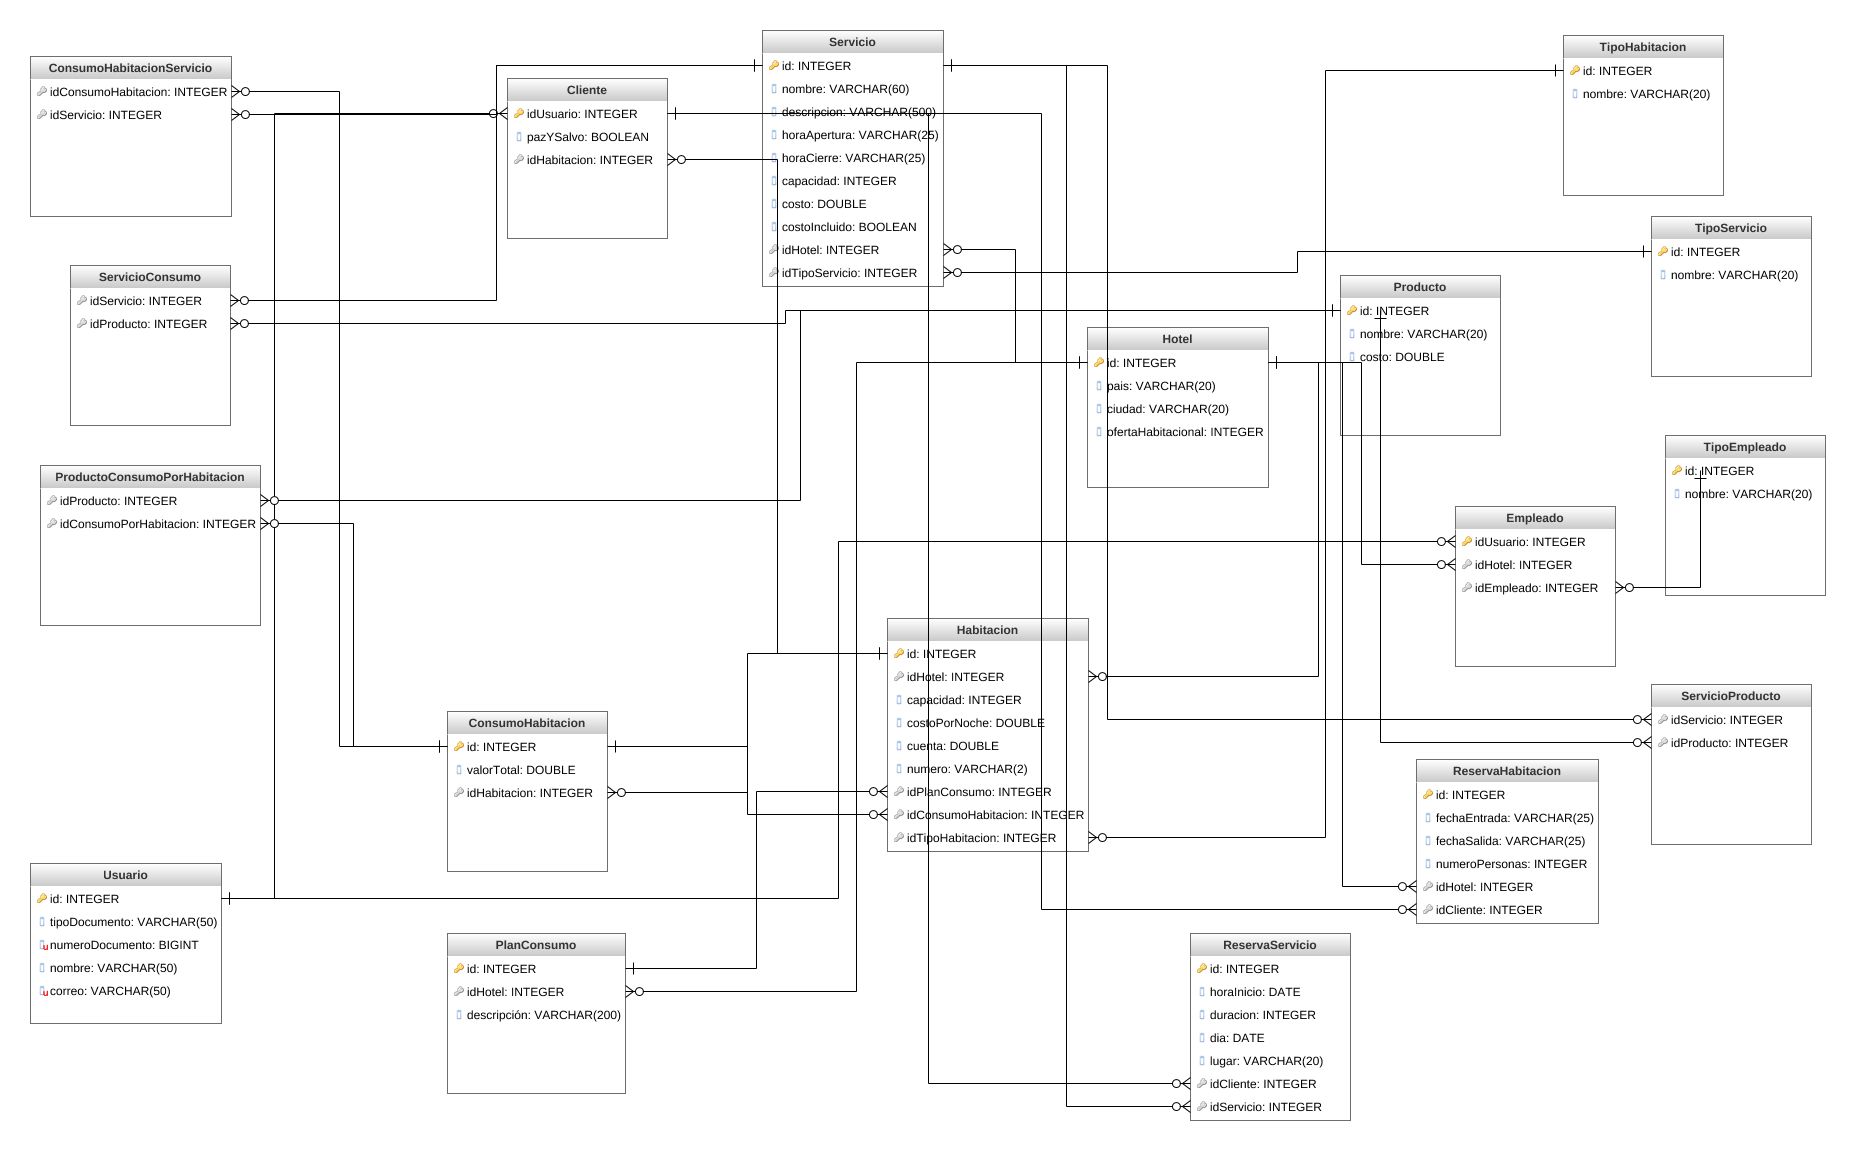 Servicio
id: INTEGER
nombre: VARCHAR(60)
descripcion: VARCHAR(500)
horaApertura: VARCHAR(25)
horaCierre: VARCHAR(25)
capacidad: INTEGER
costo: DOUBLE
costoIncluido: BOOLEAN
idHotel: INTEGER
idTipoServicio: INTEGER
TipoHabitacion
id: INTEGER
nombre: VARCHAR(20)
ConsumoHabitacionServicio
idConsumoHabitacion: INTEGER
idServicio: INTEGER
Cliente
idUsuario: INTEGER
pazYSalvo: BOOLEAN
idHabitacion: INTEGER
TipoServicio
id: INTEGER
nombre: VARCHAR(20)
ServicioConsumo
idServicio: INTEGER
idProducto: INTEGER
Producto
id: INTEGER
nombre: VARCHAR(20)
costo: DOUBLE
Hotel
id: INTEGER
pais: VARCHAR(20)
ciudad: VARCHAR(20)
ofertaHabitacional: INTEGER
TipoEmpleado
id: INTEGER
nombre: VARCHAR(20)
ProductoConsumoPorHabitacion
idProducto: INTEGER
idConsumoPorHabitacion: INTEGER
Empleado
idUsuario: INTEGER
idHotel: INTEGER
idEmpleado: INTEGER
Habitacion
id: INTEGER
idHotel: INTEGER
capacidad: INTEGER
costoPorNoche: DOUBLE
cuenta: DOUBLE
numero: VARCHAR(2)
idPlanConsumo: INTEGER
idConsumoHabitacion: INTEGER
idTipoHabitacion: INTEGER
ServicioProducto
idServicio: INTEGER
idProducto: INTEGER
ConsumoHabitacion
id: INTEGER
valorTotal: DOUBLE
idHabitacion: INTEGER
ReservaHabitacion
id: INTEGER
fechaEntrada: VARCHAR(25)
fechaSalida: VARCHAR(25)
numeroPersonas: INTEGER
idHotel: INTEGER
idCliente: INTEGER
Usuario
id: INTEGER
tipoDocumento: VARCHAR(50)
numeroDocumento: BIGINT
nombre: VARCHAR(50)
correo: VARCHAR(50)
PlanConsumo
id: INTEGER
idHotel: INTEGER
descripción: VARCHAR(200)
ReservaServicio
id: INTEGER
horaInicio: DATE
duracion: INTEGER
dia: DATE
lugar: VARCHAR(20)
idCliente: INTEGER
idServicio: INTEGER